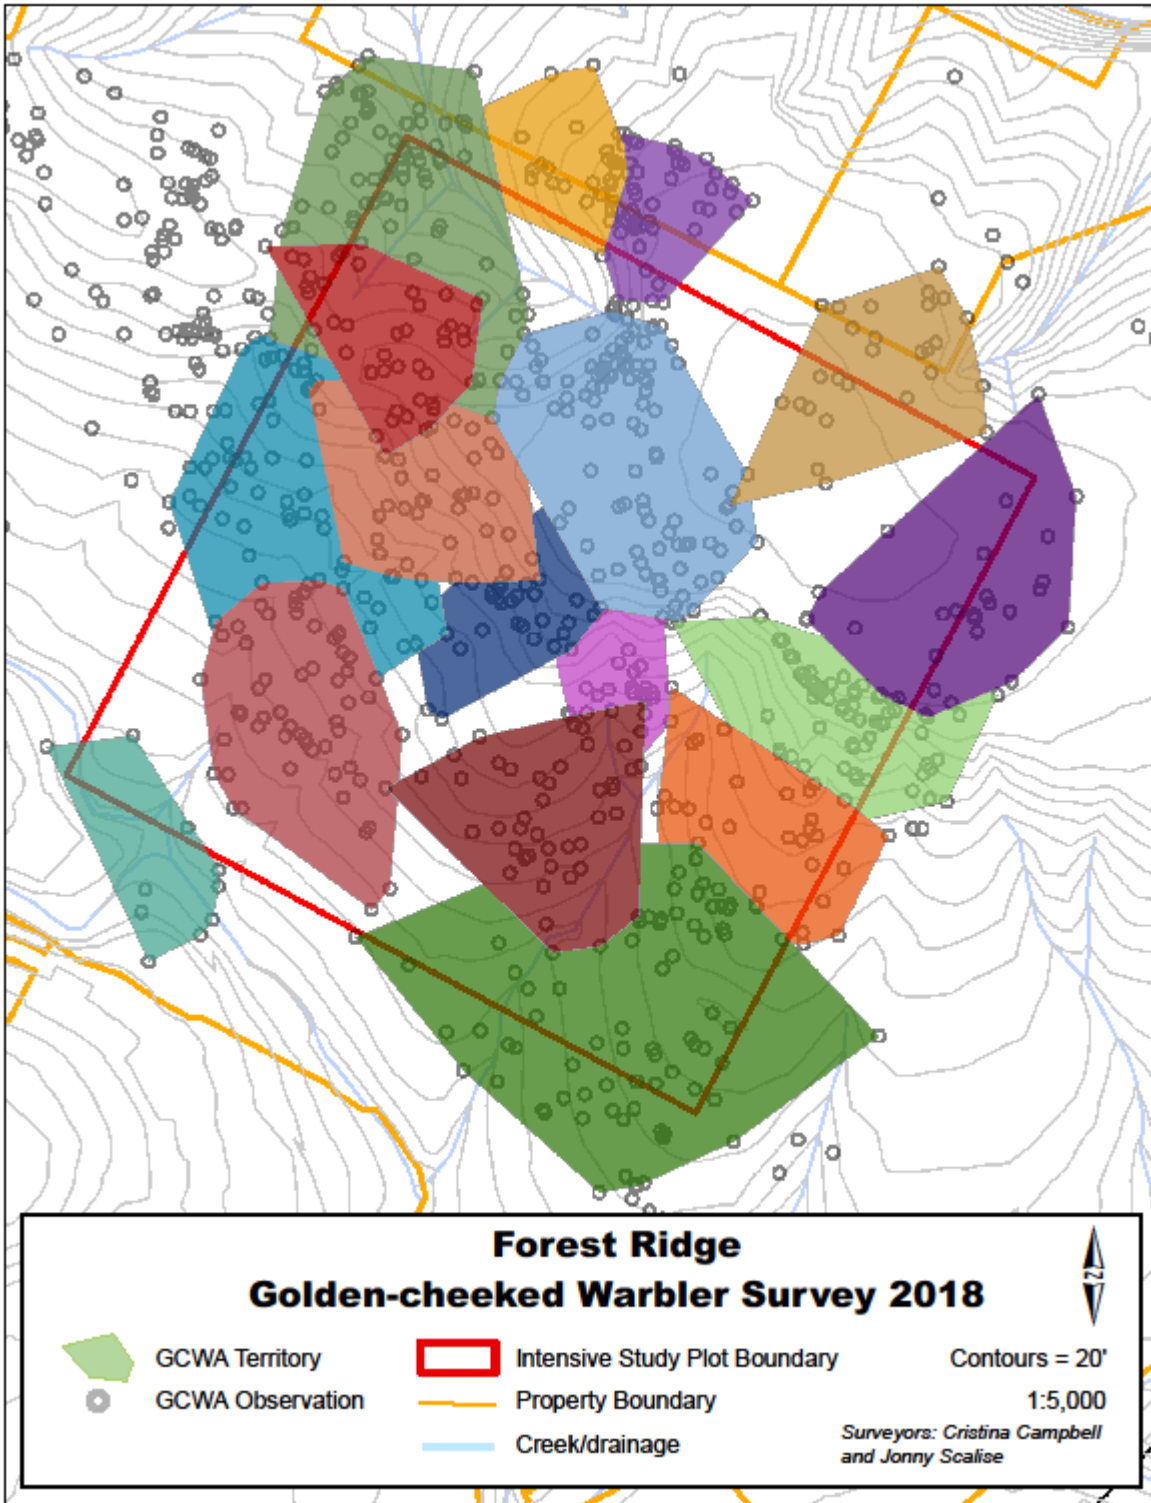 Forest Ridge
Golden-cheeked Warbler Survey 2018
N
GCWA Territory
Intensive Study Plot Boundary
Contours = 20'
GCWA Observation
Property Boundary
1:5,000
Creek/drainage
Surveyors: Cristina Campbell
and Jonny Scalise